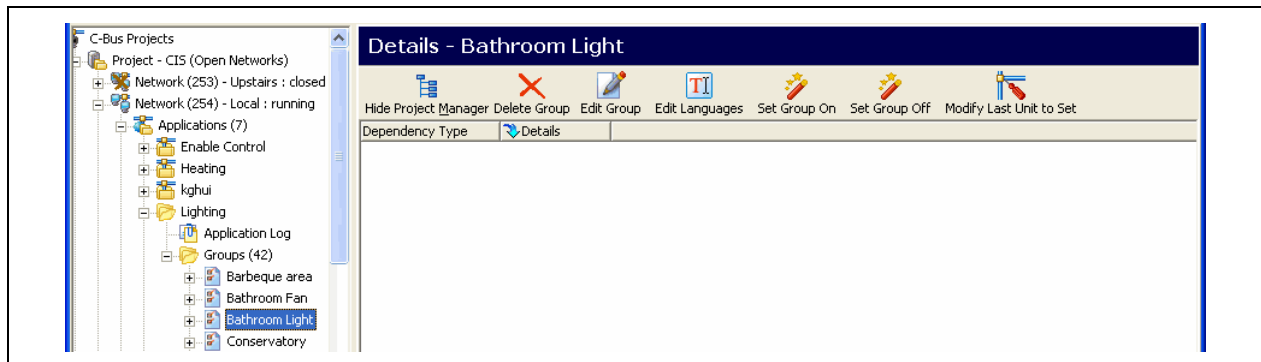 C-Bus Projects
Project - CIS (Open Networks)
Network (253) - Upstairs : closed
Network (254) - Local : running
Applications (7)
Enable Control
Heating
kghui
Lighting
Application Log
Groups (42)
Barbeque area
Bathroom Fan
Bathroom Light
Conservatory
Details - Bathroom Light
Hide Project Manager Delete Group Edit Group Edit Languages Set Group On Set Group Off Modify Last Unit to Set
Dependency Type Details